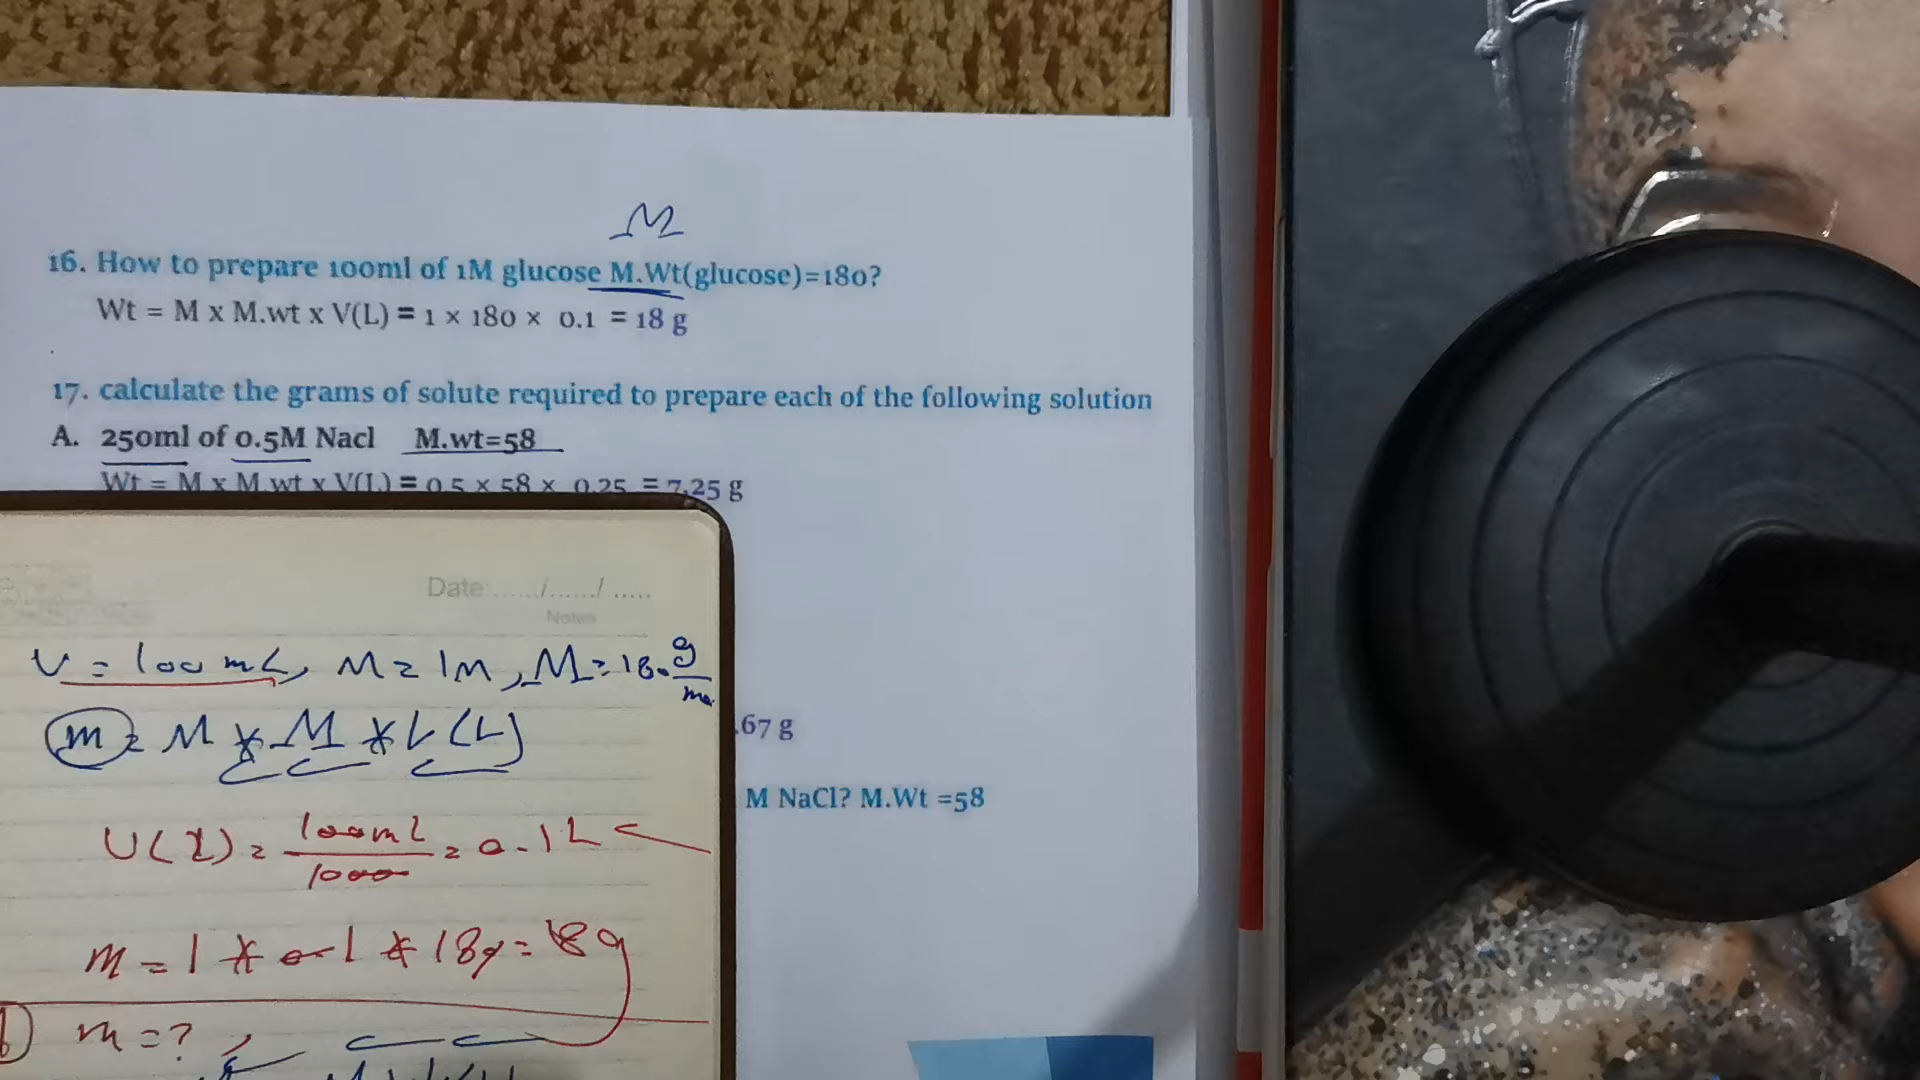 M
16. How to prepare 100ml of 1M glucose M.Wt(glucose)=180?
Wt = M x M.wt x V(L) = 1 × 180 × 0.1 = 18 g
17. calculate the grams of solute required to prepare each of the following solution
A. 250ml of 0.5M Nacl M.wt=58
Wt = M x M.wt x V(L) = 0.5 × 58 × 0.25 = 7.25 g
Date ....../....../ .....
Notes
V = 100 mL, M = 1M, M = 180 g/mol
m = M * M * V (L)
.67 g
M NaCl? M.Wt =58
V(L) = 100ml/1000 = 0.1 L
m = 1 * 0.1 * 180 = 18 g
m = ?